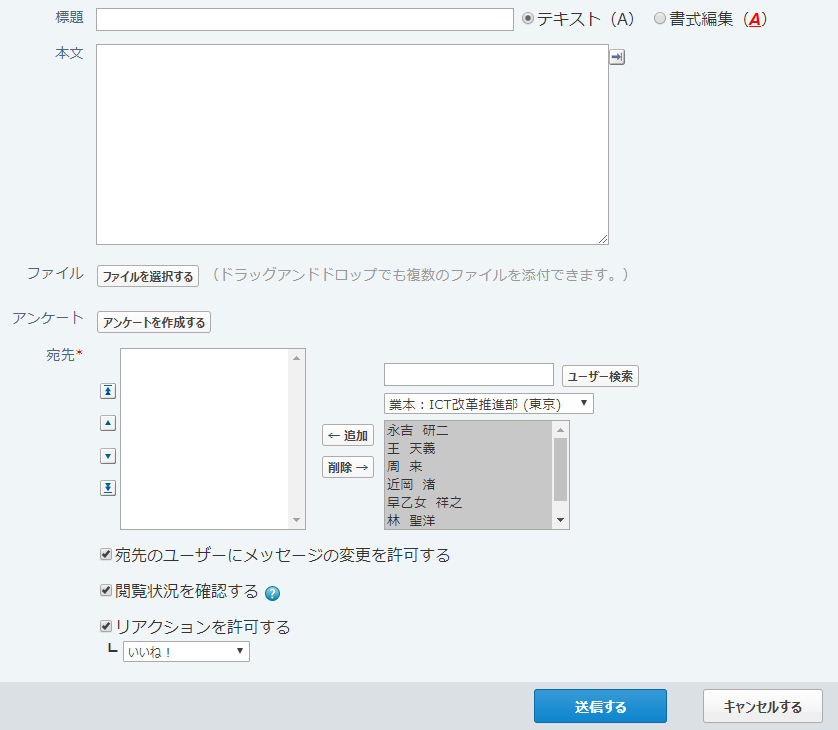 標題 テキスト（A） 書式編集（A）
本文
ファイル ファイルを選択する （ドラッグアンドドロップでも複数のファイルを添付できます。）
アンケート アンケートを作成する
宛先*
ユーザー検索
業本：ICT改革推進部 (東京)
← 追加
削除 →
永吉　研二
王　天義
周　来
近岡　渚
早乙女　祥之
林　聖洋
宛先のユーザーにメッセージの変更を許可する
閲覧状況を確認する ?
リアクションを許可する
いいね！
送信する キャンセルする